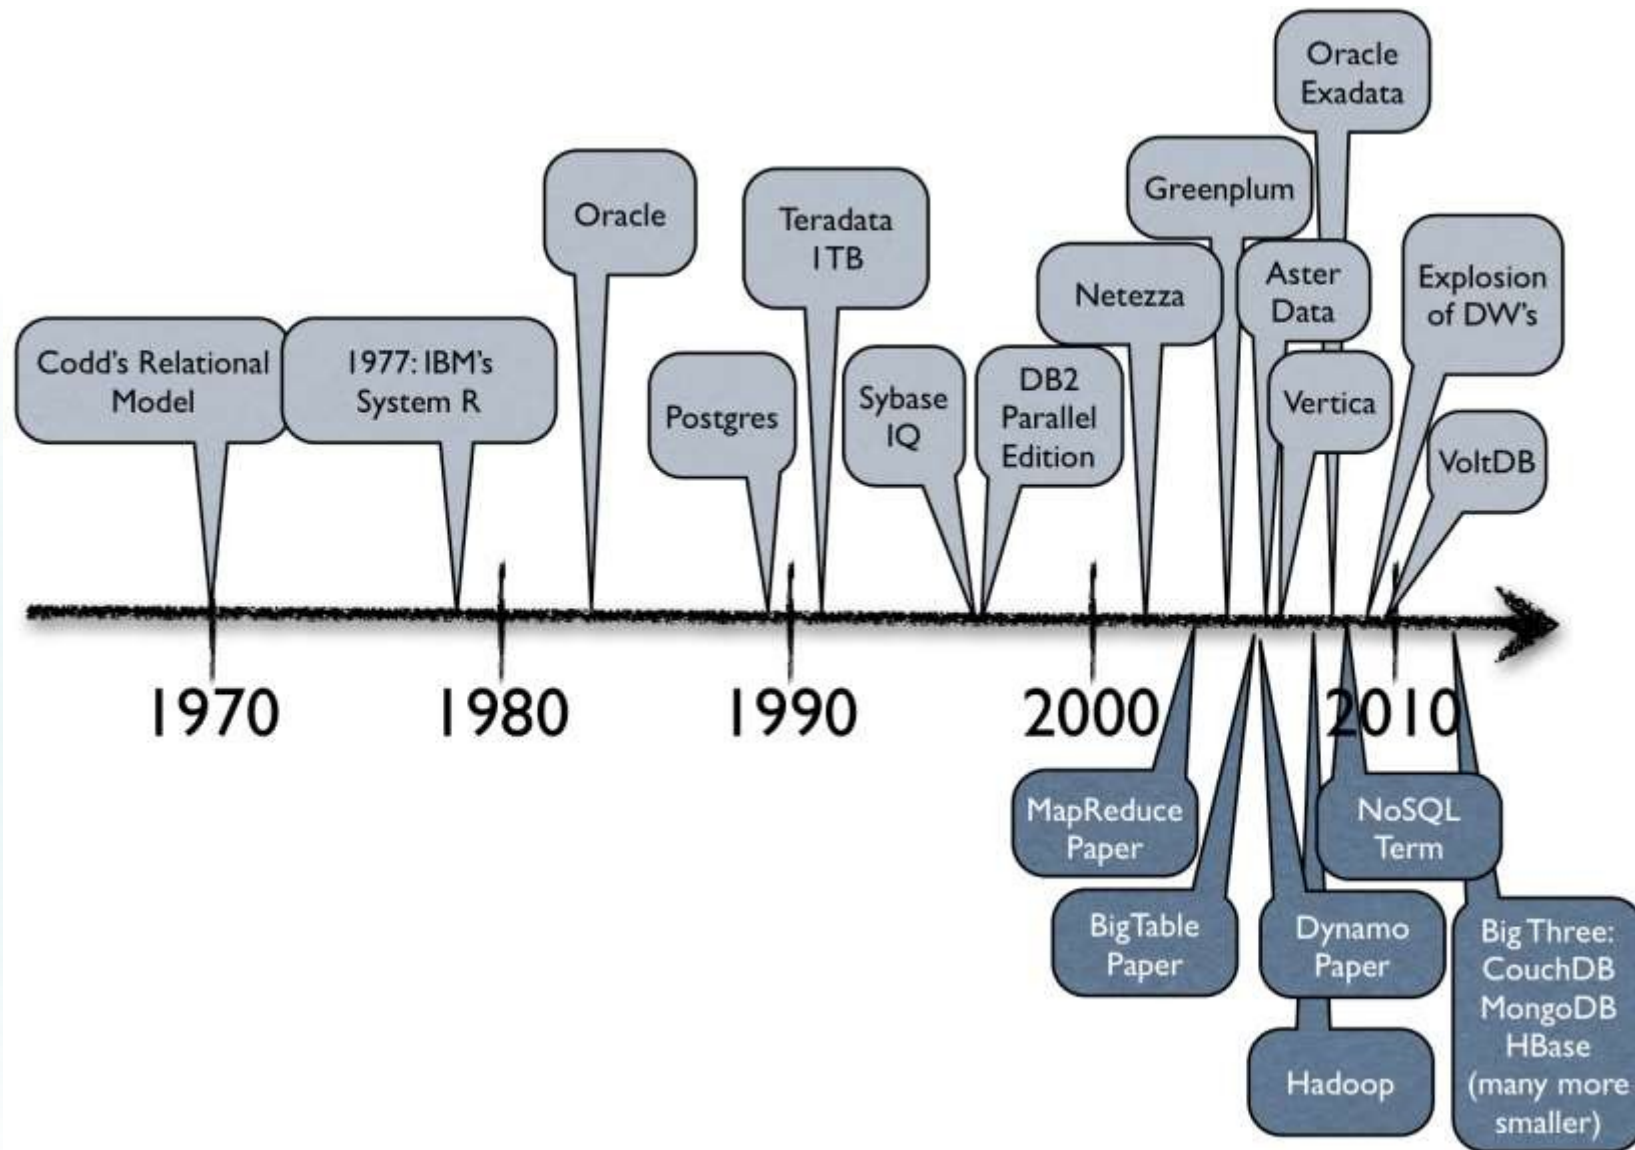 Oracle
Exadata
Greenplum
Oracle
Teradata
1TB
Netezza
Aster
Data
Explosion
of DW's
Codd's Relational
Model
1977: IBM's
System R
Postgres
Sybase
IQ
DB2
Parallel
Edition
Vertica
VoltDB
1970
1980
1990
2000
2010
MapReduce
Paper
NoSQL
Term
BigTable
Paper
Dynamo
Paper
Hadoop
Big Three:
CouchDB
MongoDB
HBase
(many more
smaller)